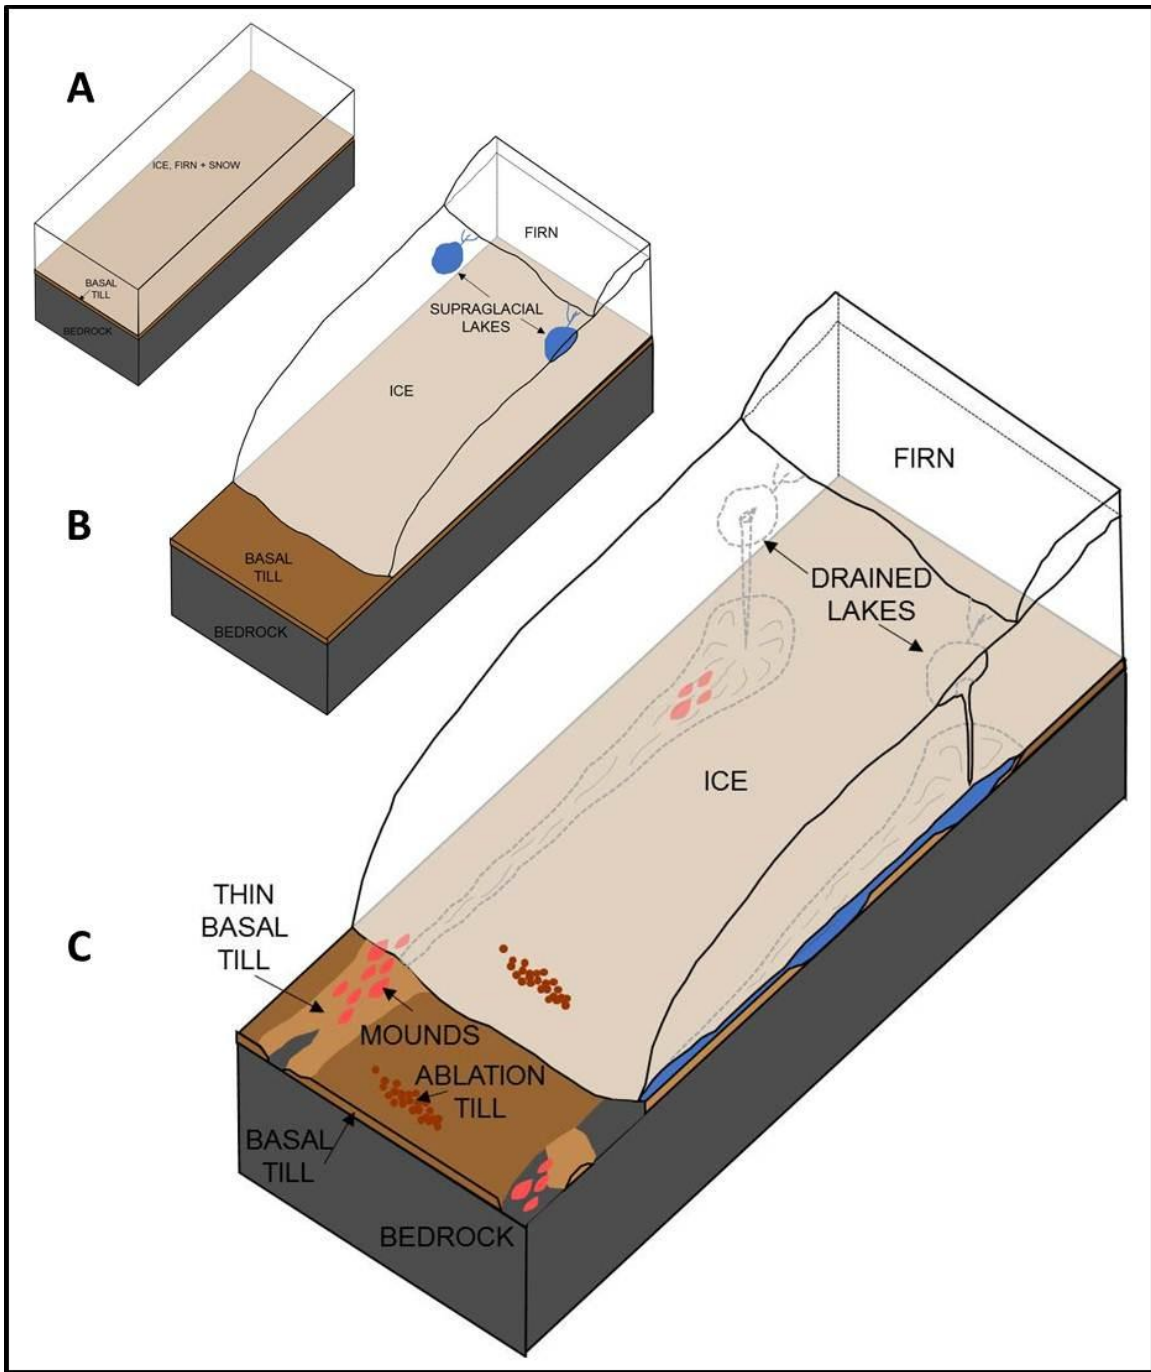 A
ICE, FIRN + SNOW
BASAL
TILL
BEDROCK
B
FIRN
SUPRAGLACIAL
LAKES
ICE
BASAL
TILL
BEDROCK
C
FIRN
DRAINED
LAKES
ICE
THIN
BASAL
TILL
MOUNDS
ABLATION
TILL
BASAL
TILL
BEDROCK